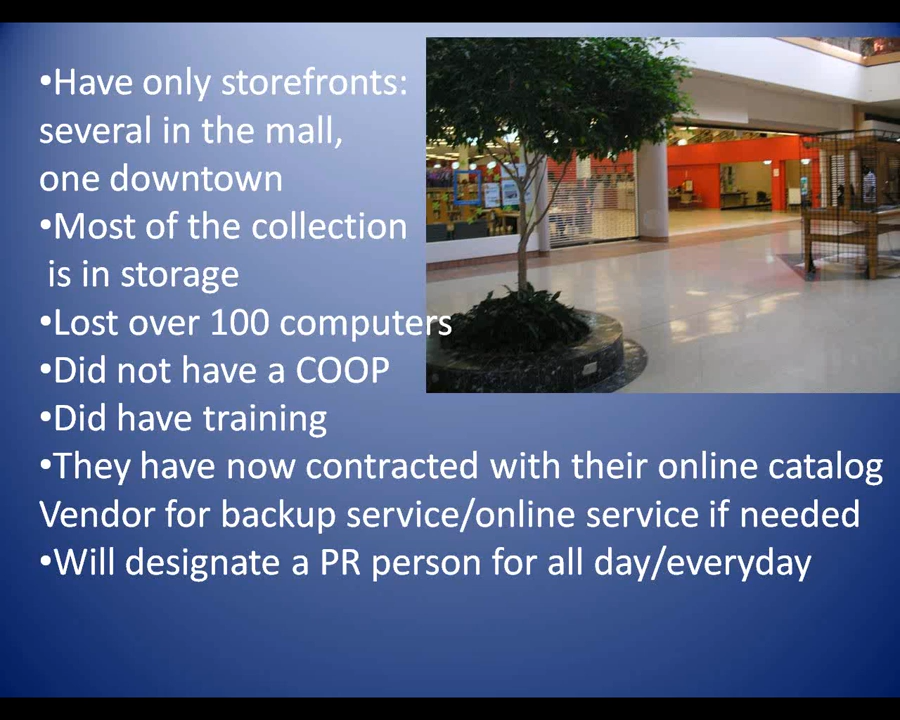 •Have only storefronts:
several in the mall,
one downtown
•Most of the collection
is in storage
•Lost over 100 computers
•Did not have a COOP
•Did have training
•They have now contracted with their online catalog
Vendor for backup service/online service if needed
•Will designate a PR person for all day/everyday